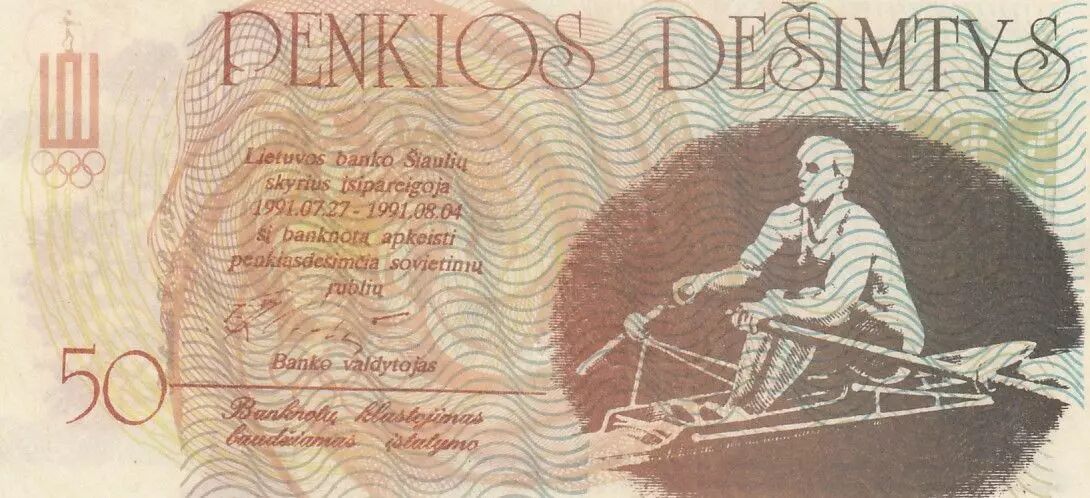 PENKIOS DEŠIMTYS
Lietuvos banko Šiaulių
skyrius įsipareigoja
1991.07.27 - 1991.08.04
šį banknotą apkeisti
penkiasdešimčia sovietinių
rublių
Banko valdytojas
50
Banknotų klastojimas
baudžiamas įstatymo